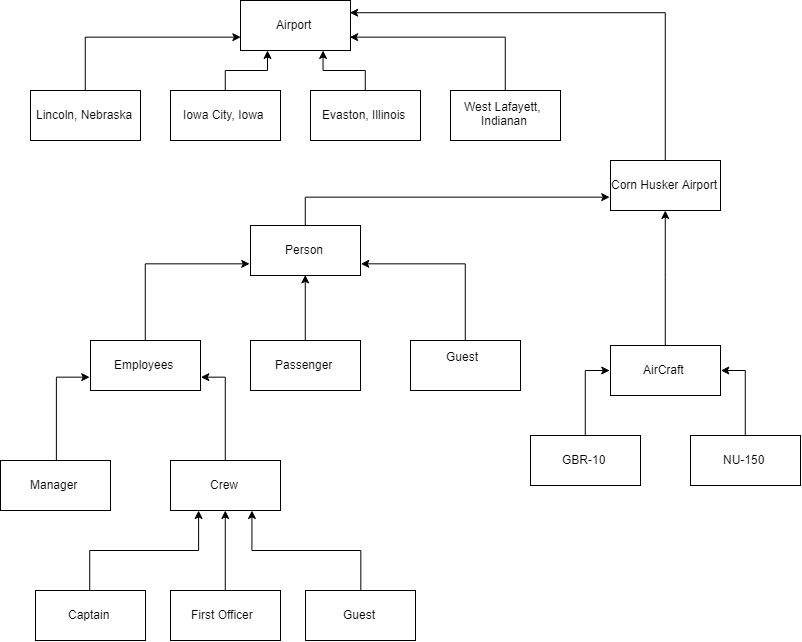 Airport
Lincoln, Nebraska
Iowa City, Iowa
Evaston, Illinois
West Lafayett,
Indianan
Corn Husker Airport
Person
Employees
Passenger
Guest
AirCraft
Manager
Crew
GBR-10
NU-150
Captain
First Officer
Guest